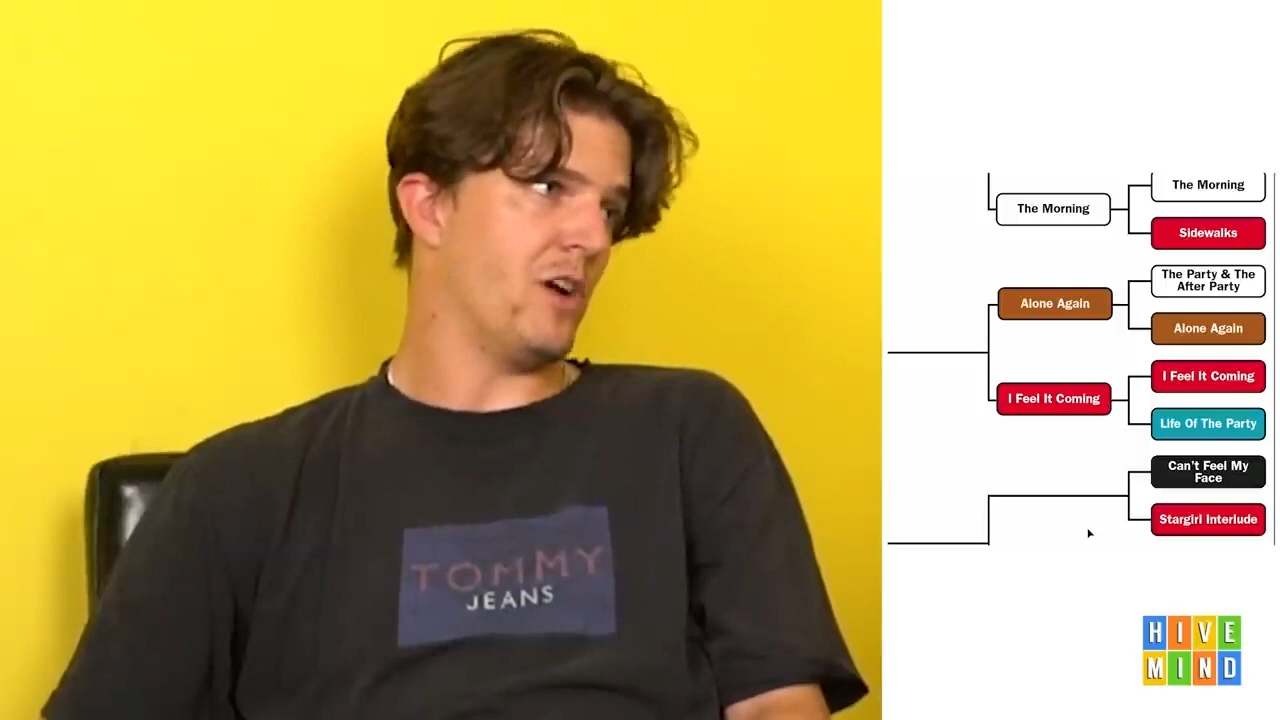 TOMMY
JEANS
The Morning
The Morning
Sidewalks
The Party & The
After Party
Alone Again
Alone Again
I Feel It Coming
I Feel It Coming
Life Of The Party
Can't Feel My
Face
Stargirl Interlude
HIVE
MIND